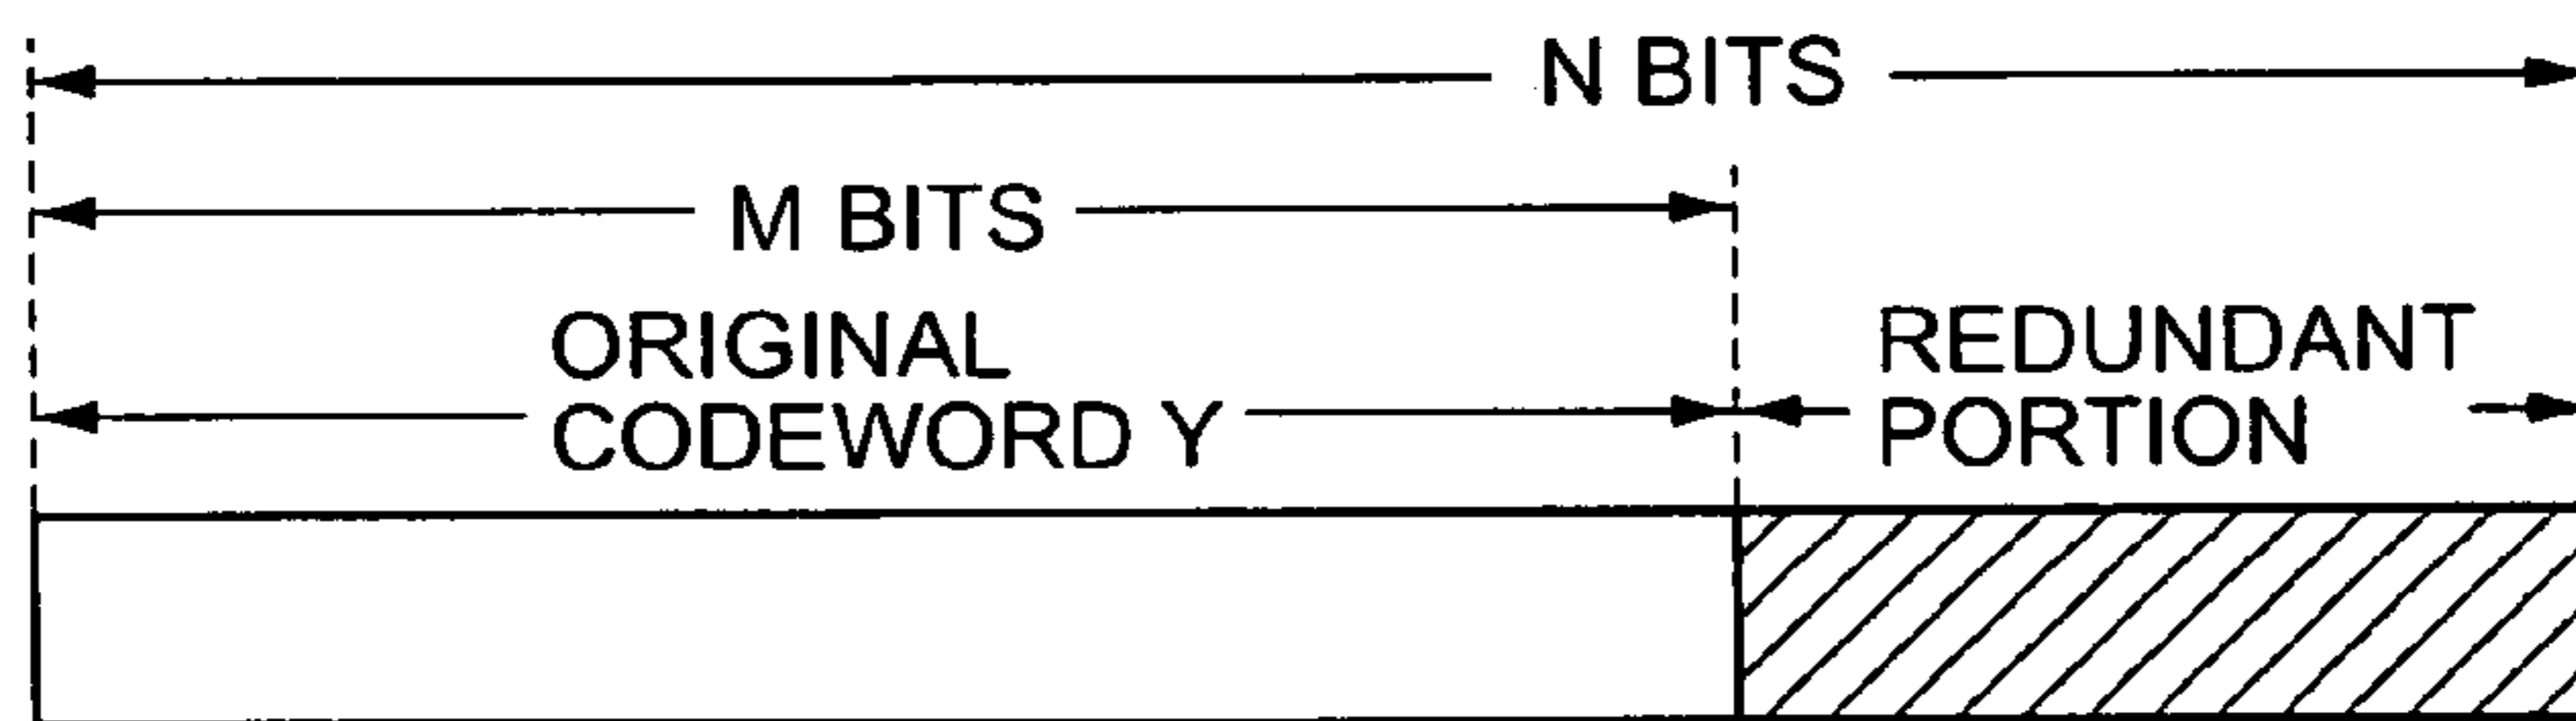 N BITS
M BITS
ORIGINAL
CODEWORD Y
REDUNDANT
PORTION